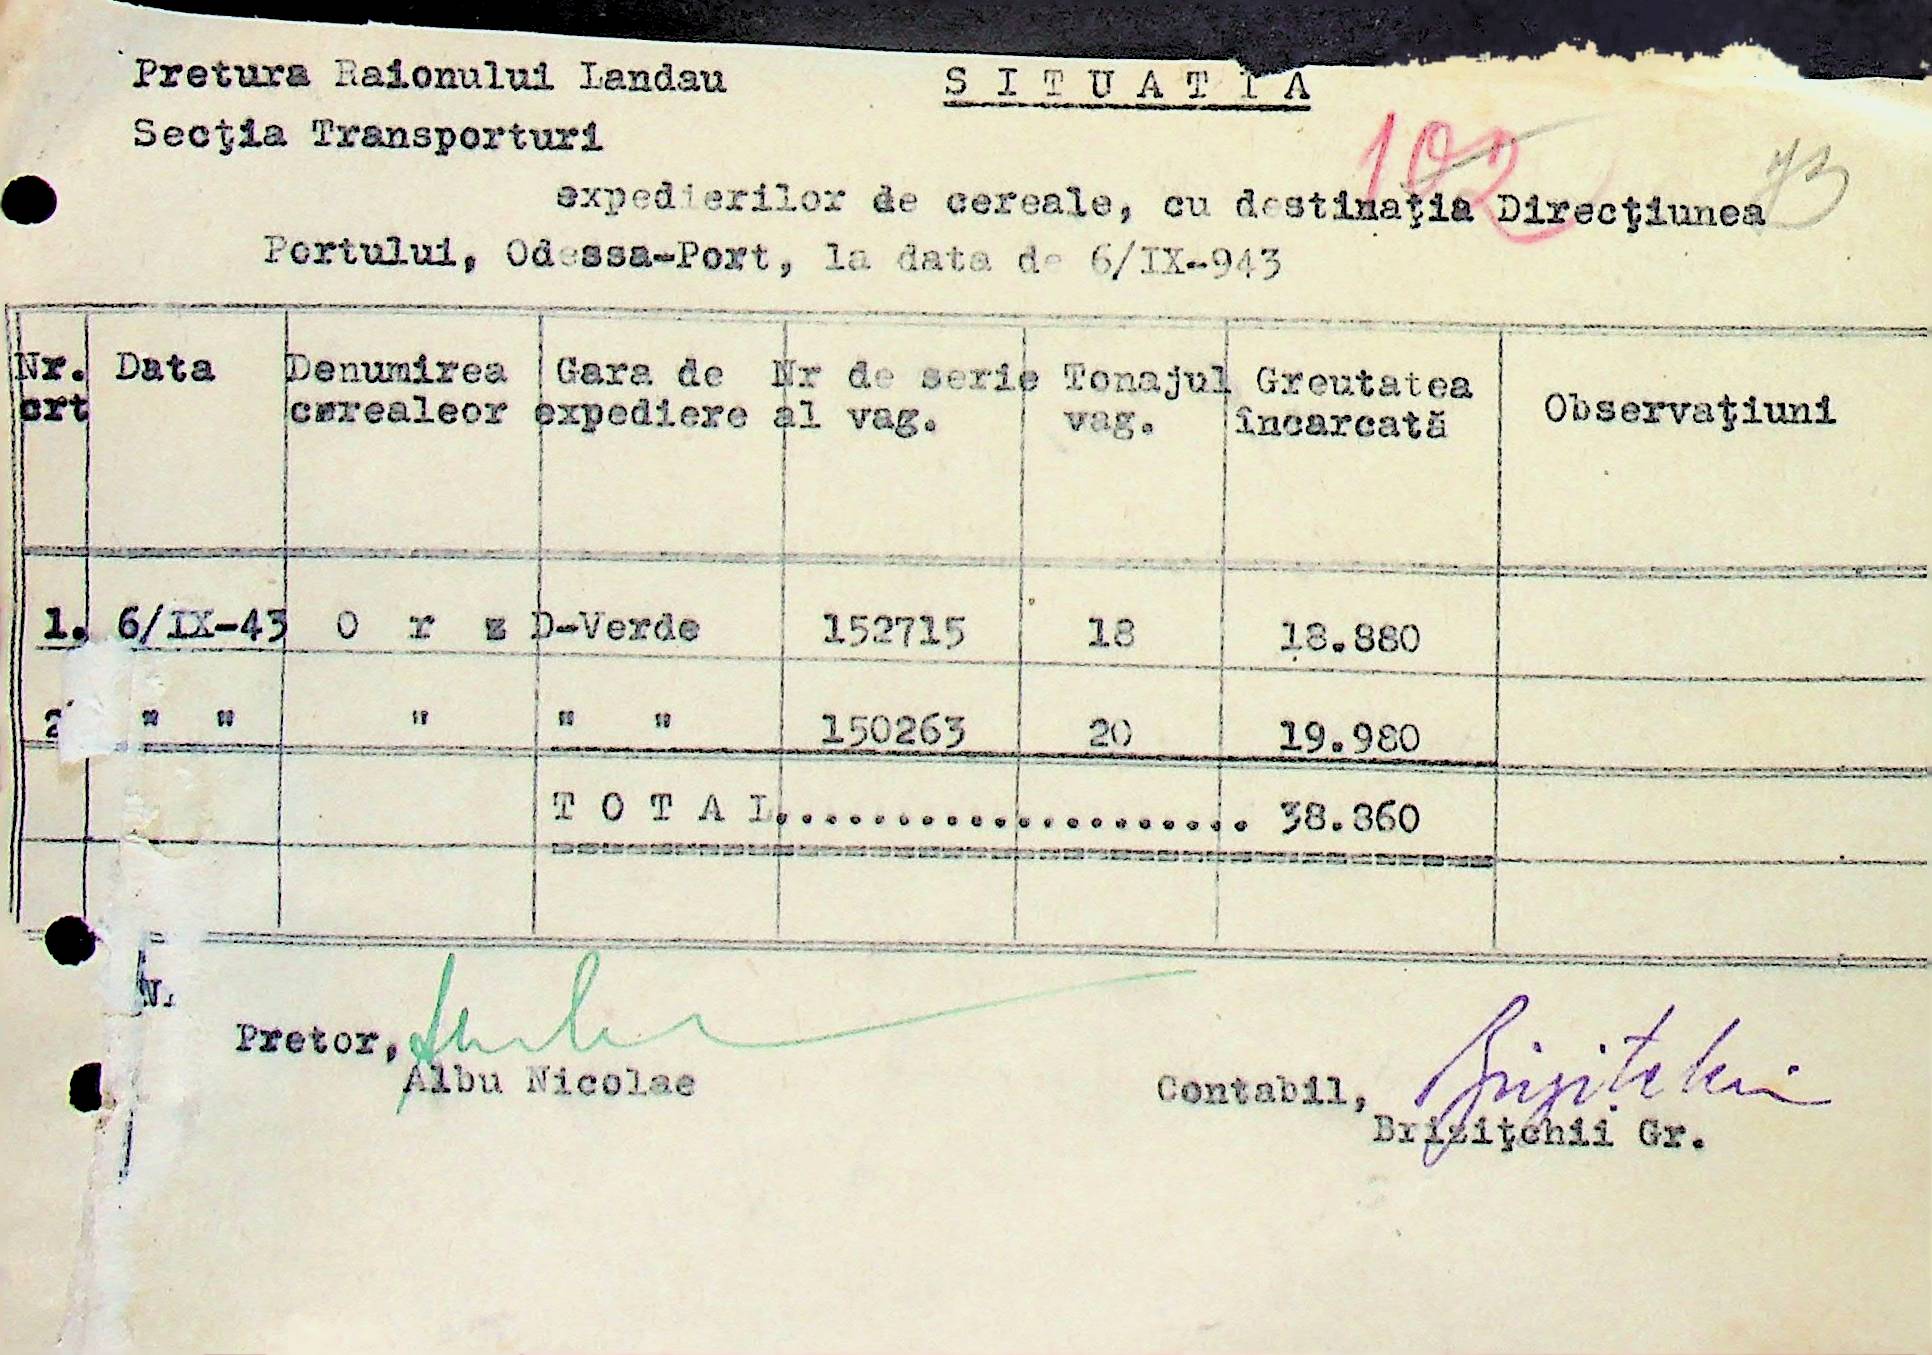 Pretura Raionului Landau
S I T U A T I A
Secţia Transporturi
102
73
expedierilor de cereale, cu destinaţia Direcţiunea
Portului, Odessa-Port, la data de 6/IX-943
Nr. crt
Data
Denumirea cerealeor
Gara de expediere
Nr de serie al vag.
Tonajul vag.
Greutatea încarcată
Observaţiuni
1. 6/IX-43 O r z D-Verde 152715 18 18.880
2 " " " " " 150263 20 19.980
T O T A L.................... 38.860
Pretor,
Albu Nicolae
Contabil,
Briziţchii Gr.